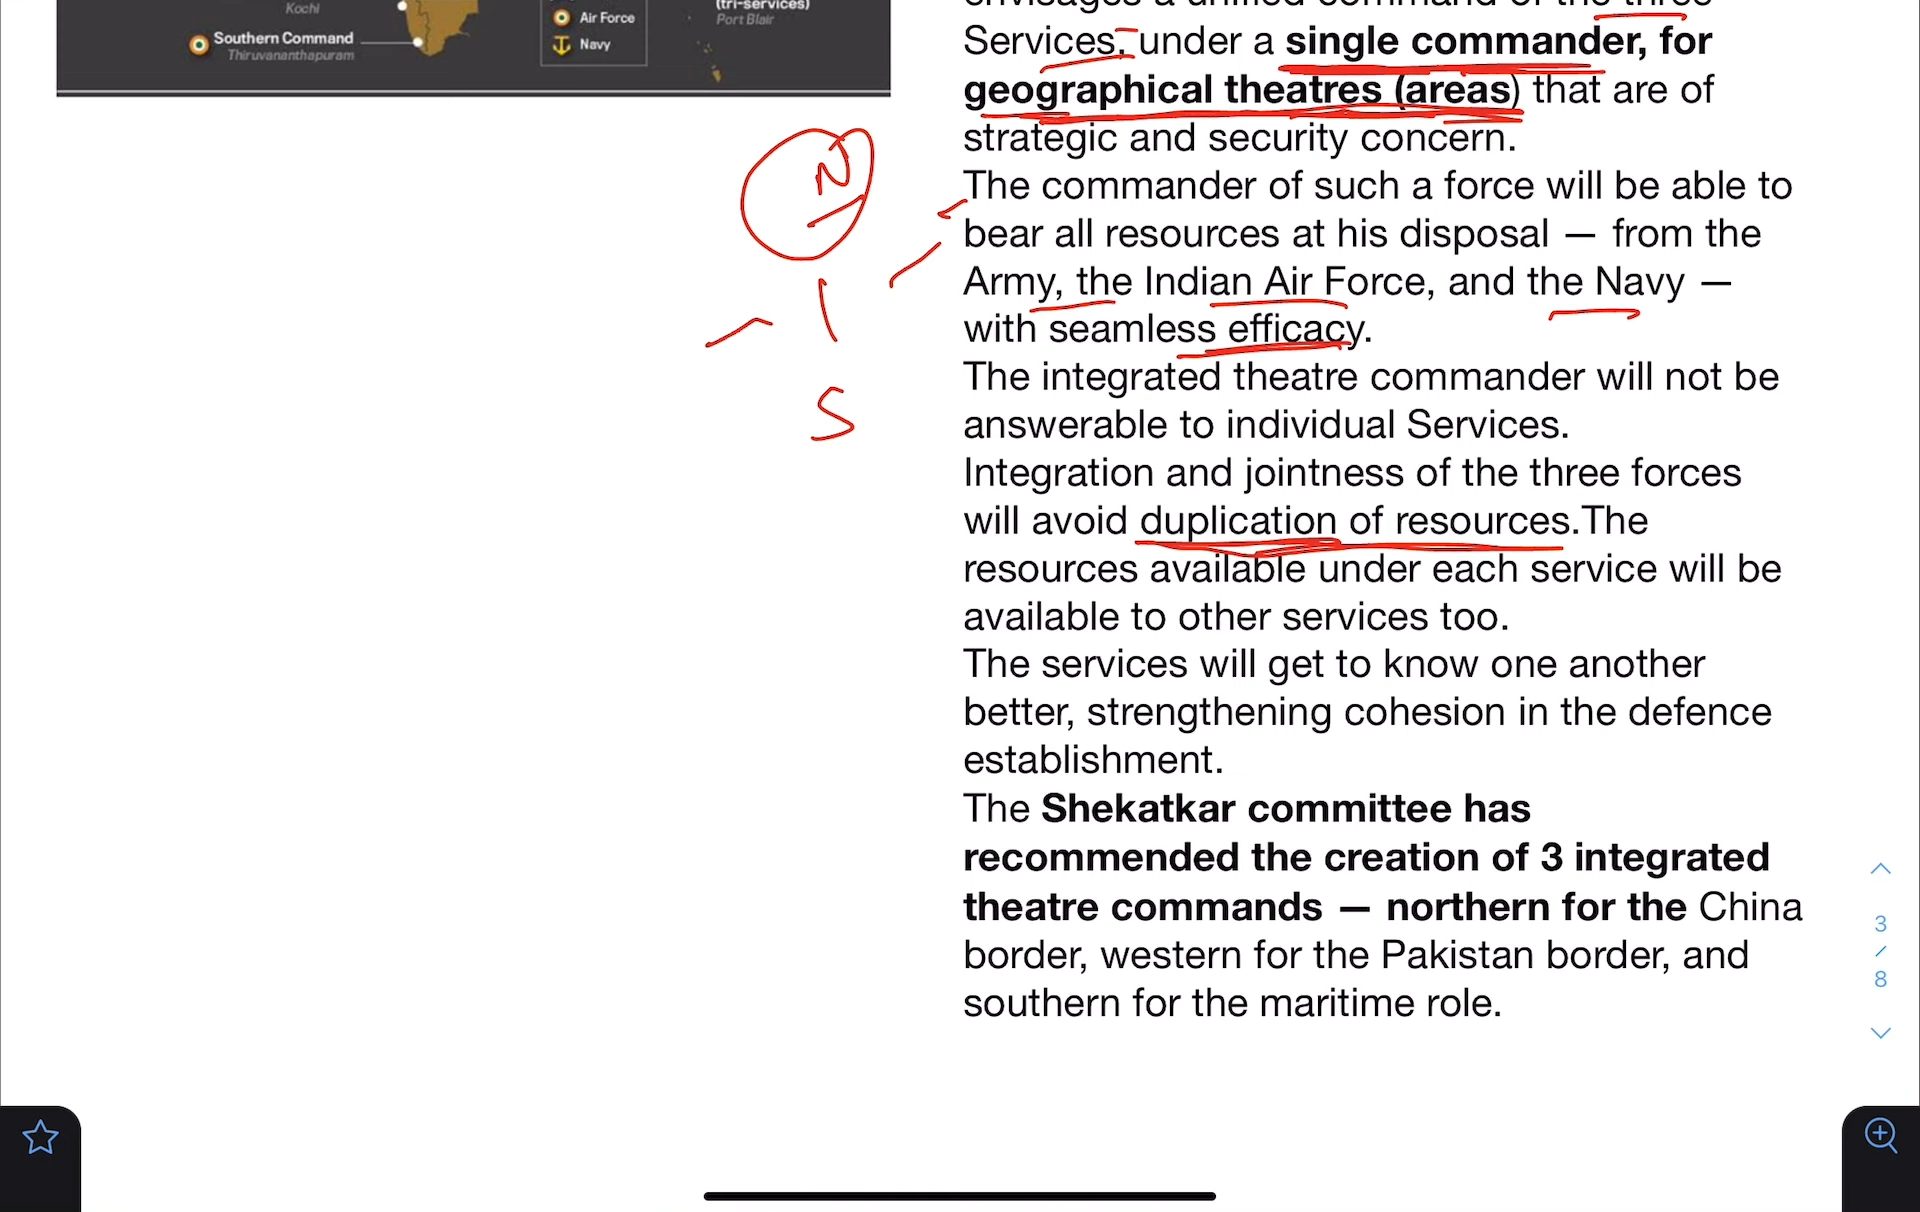 Kochi
Southern Command
Thiruvananthapuram
Air Force
Navy
(tri-services)
Port Blair
N
S
envisages a unified command of the three
Services, under a single commander, for
geographical theatres (areas) that are of
strategic and security concern.
The commander of such a force will be able to
bear all resources at his disposal — from the
Army, the Indian Air Force, and the Navy —
with seamless efficacy.
The integrated theatre commander will not be
answerable to individual Services.
Integration and jointness of the three forces
will avoid duplication of resources.The
resources available under each service will be
available to other services too.
The services will get to know one another
better, strengthening cohesion in the defence
establishment.
The Shekatkar committee has
recommended the creation of 3 integrated
theatre commands — northern for the China
border, western for the Pakistan border, and
southern for the maritime role.
3
/
8